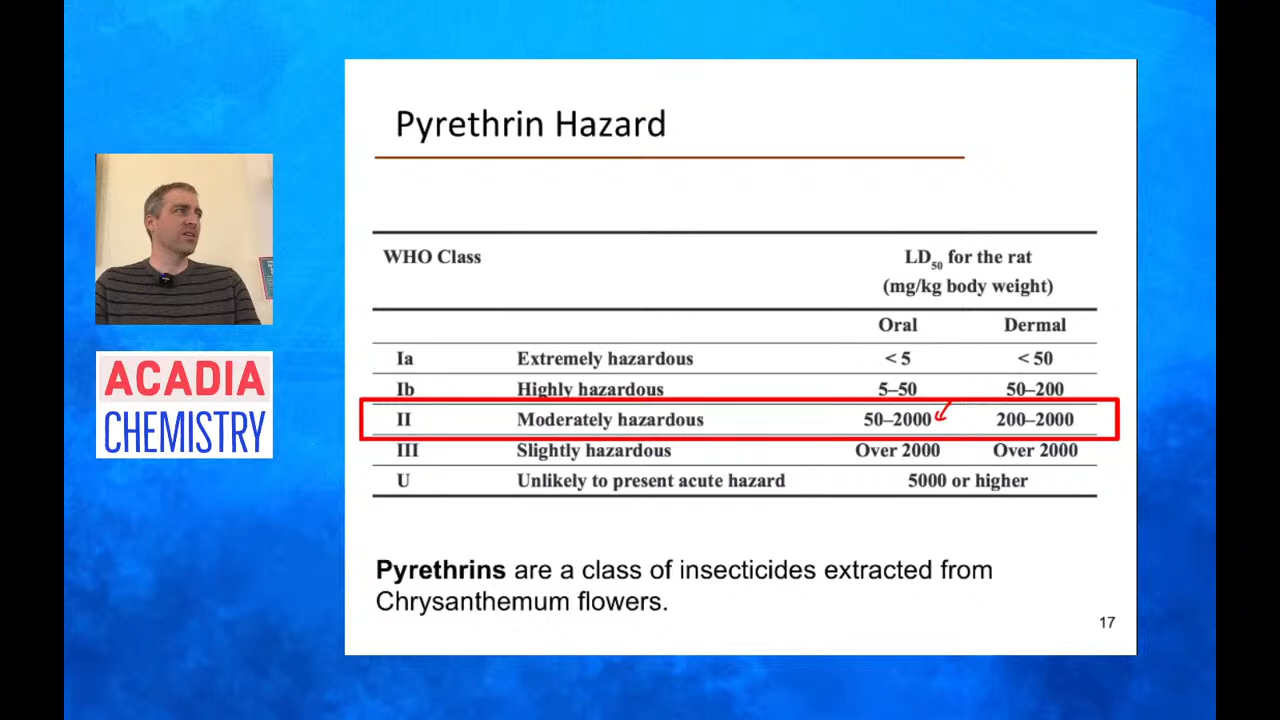 Pyrethrin Hazard
WHO Class LD50 for the rat
(mg/kg body weight)
Oral Dermal
Ia Extremely hazardous < 5 < 50
Ib Highly hazardous 5–50 50–200
II Moderately hazardous 50–2000 200–2000
III Slightly hazardous Over 2000 Over 2000
U Unlikely to present acute hazard 5000 or higher
Pyrethrins are a class of insecticides extracted from
Chrysanthemum flowers.
17
ACADIA
CHEMISTRY